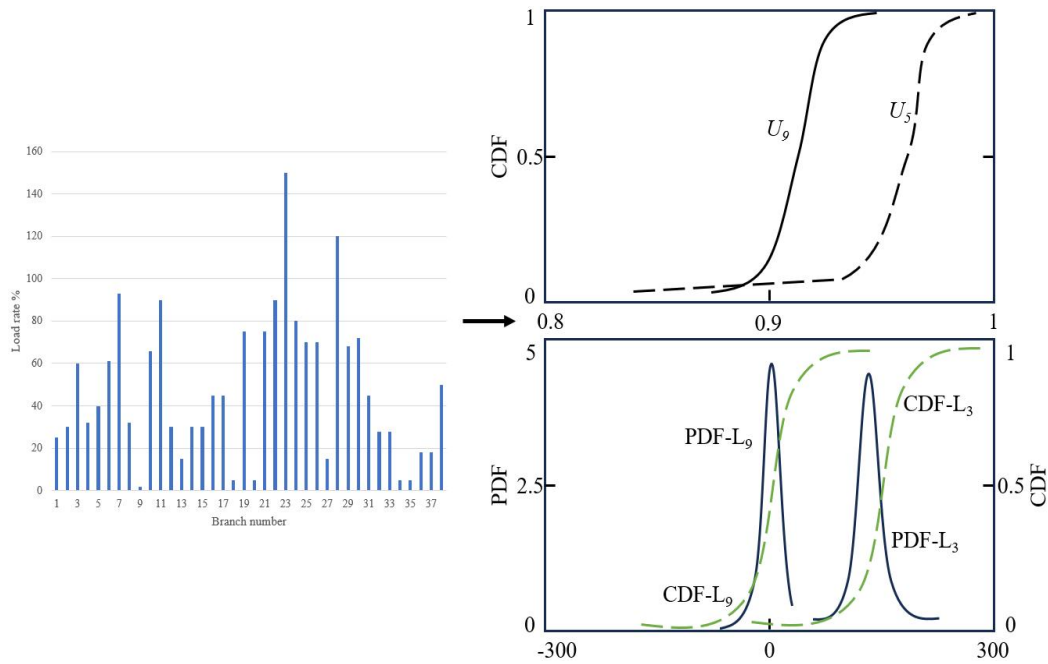 160
140
120
100
80
60
40
20
0
Load rate %
1 3 5 7 9 11 13 15 17 19 21 23 25 27 29 31 33 35 37
Branch number
1
0.5
0
CDF
U9
U5
0.8 0.9 1
5
2.5
0
PDF
1
0.5
0
CDF
PDF-L9
CDF-L3
PDF-L3
CDF-L9
-300 0 300